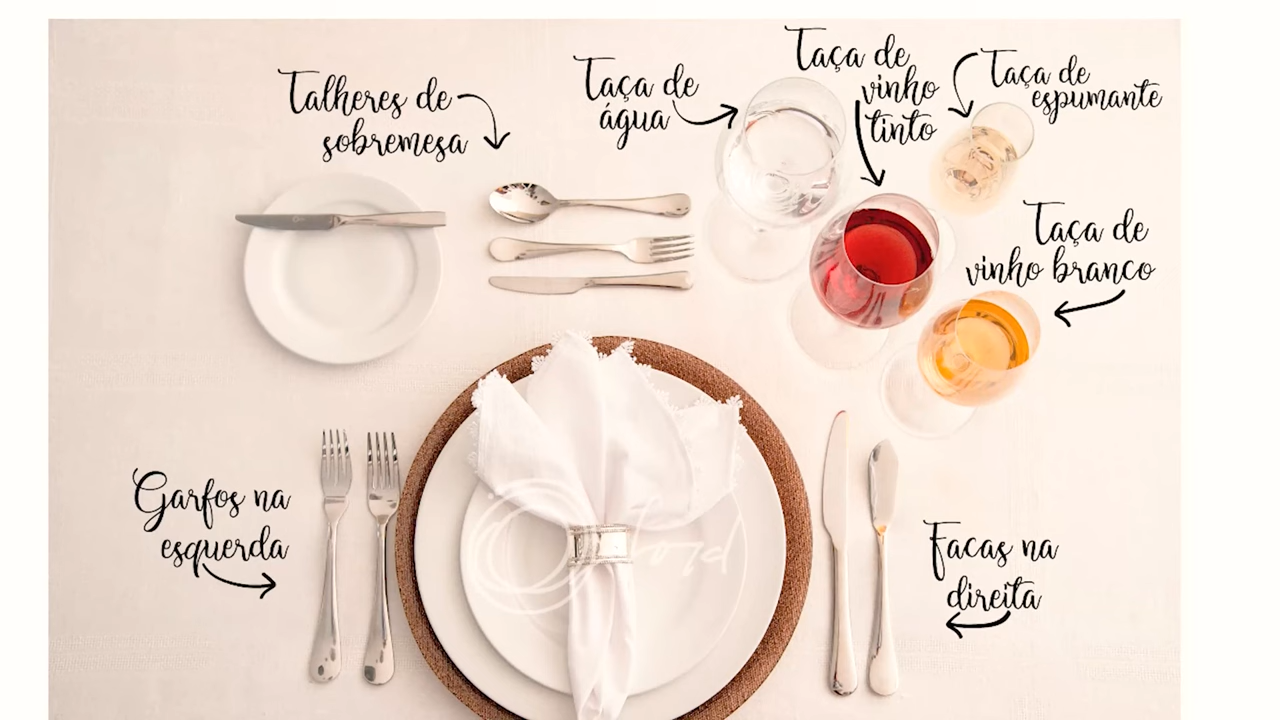 Talheres de
sobremesa
Taça de
água
Taça de
vinho
tinto
Taça de
espumante
Taça de
vinho branco
Garfos na
esquerda
Facas na
direita
Oxford